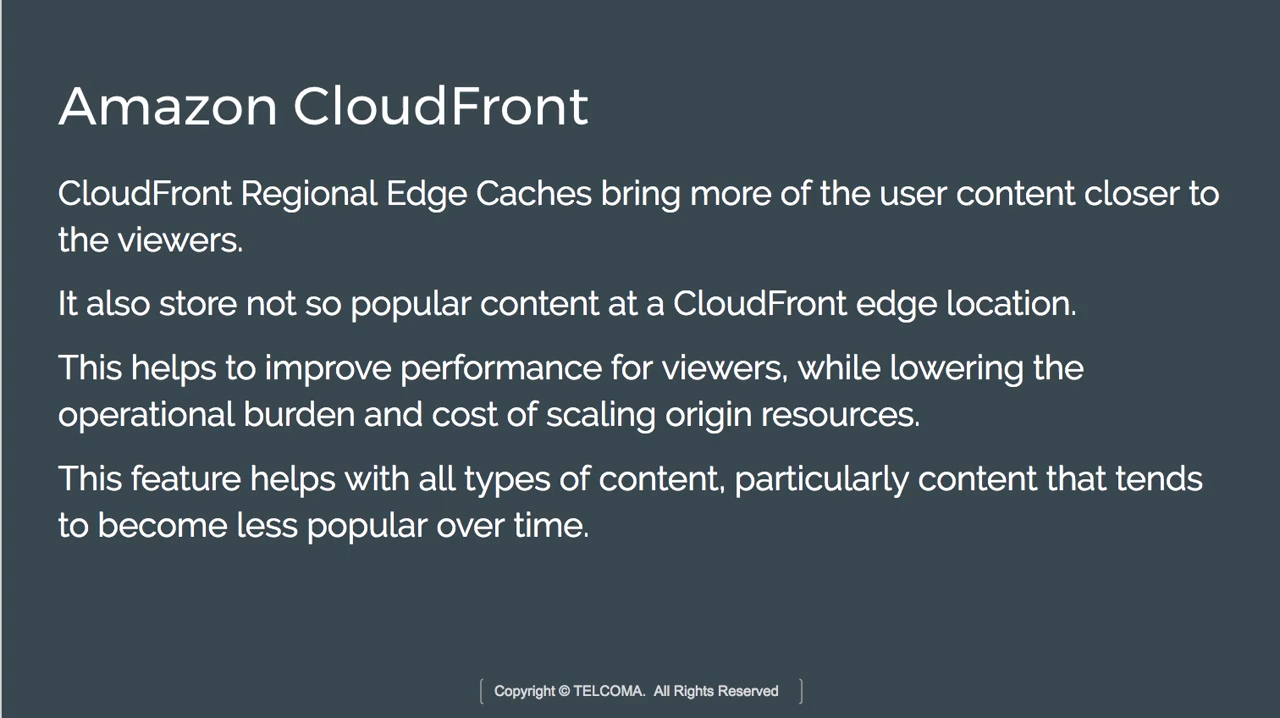 Amazon CloudFront
CloudFront Regional Edge Caches bring more of the user content closer to
the viewers.
It also store not so popular content at a CloudFront edge location.
This helps to improve performance for viewers, while lowering the
operational burden and cost of scaling origin resources.
This feature helps with all types of content, particularly content that tends
to become less popular over time.
Copyright © TELCOMA. All Rights Reserved